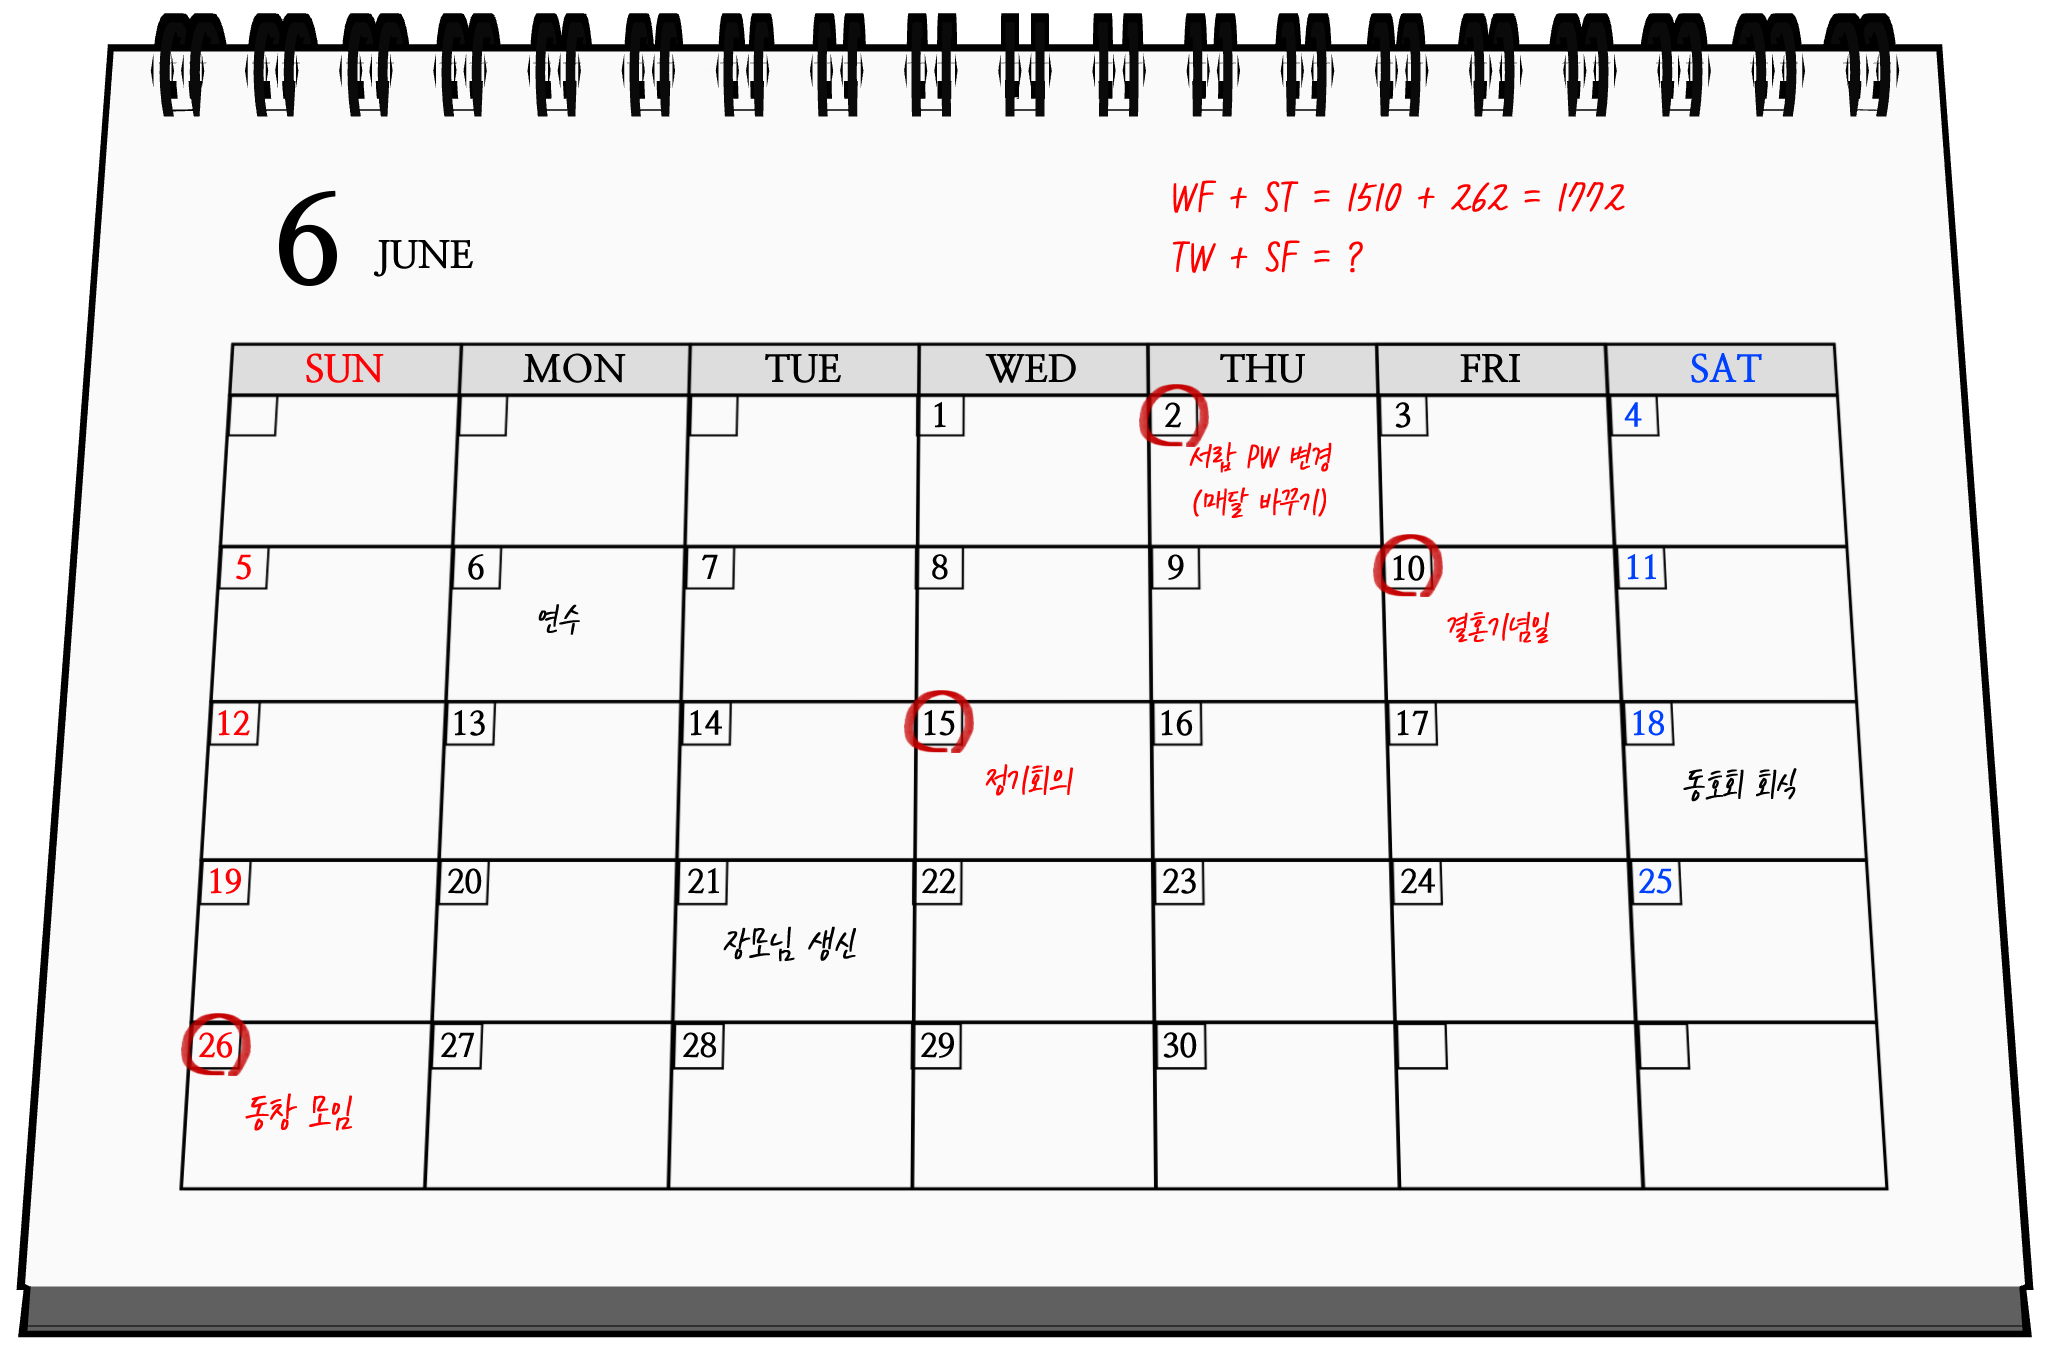 6 JUNE
WF + ST = 1510 + 262 = 1772
TW + SF = ?
SUN MON TUE WED THU FRI SAT
1 2 3 4
서랍 PW 변경
(매달 바꾸기)
5 6 7 8 9 10 11
연수 결혼기념일
12 13 14 15 16 17 18
정기회의 동호회 회식
19 20 21 22 23 24 25
장모님 생신
26 27 28 29 30
동창 모임